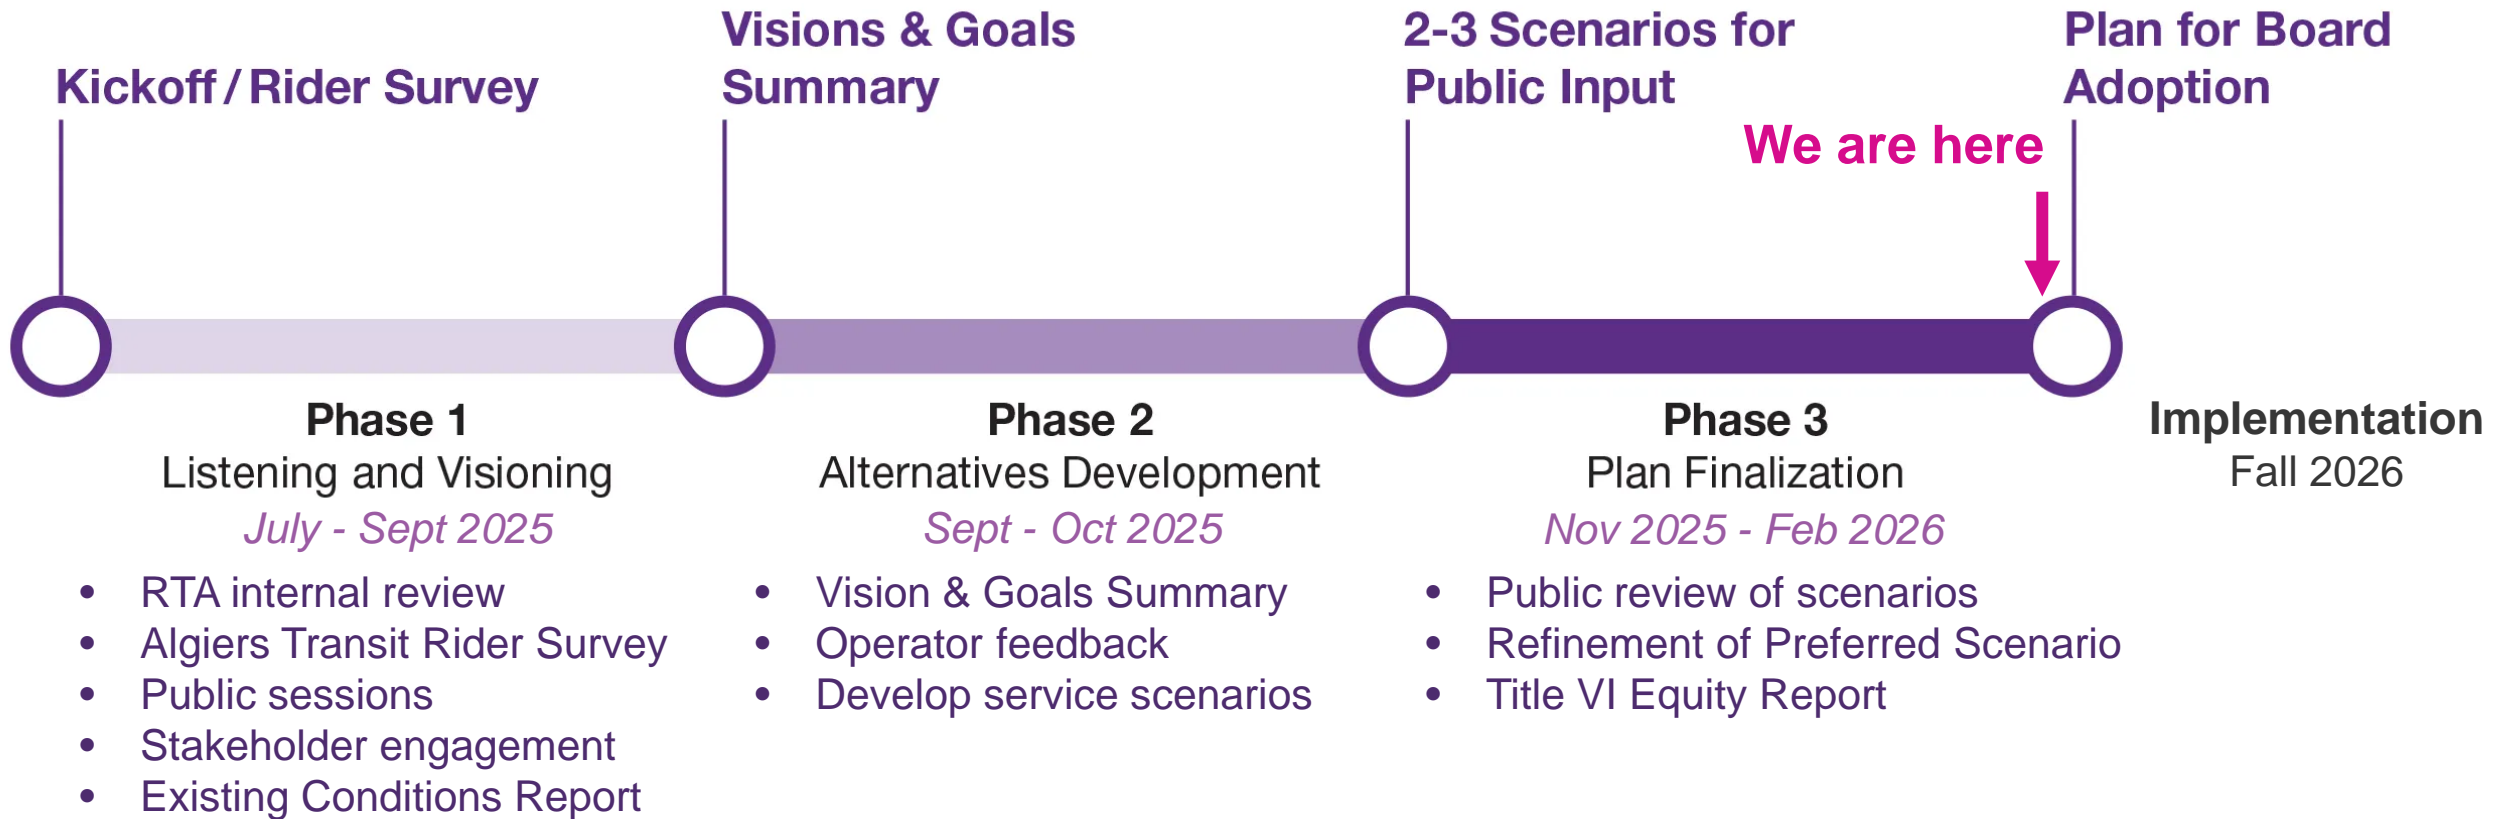 Kickoff / Rider Survey
Visions & Goals
Summary
2-3 Scenarios for
Public Input
Plan for Board
Adoption
We are here
Phase 1
Listening and Visioning
July - Sept 2025
• RTA internal review
• Algiers Transit Rider Survey
• Public sessions
• Stakeholder engagement
• Existing Conditions Report
Phase 2
Alternatives Development
Sept - Oct 2025
• Vision & Goals Summary
• Operator feedback
• Develop service scenarios
Phase 3
Plan Finalization
Nov 2025 - Feb 2026
• Public review of scenarios
• Refinement of Preferred Scenario
• Title VI Equity Report
Implementation
Fall 2026